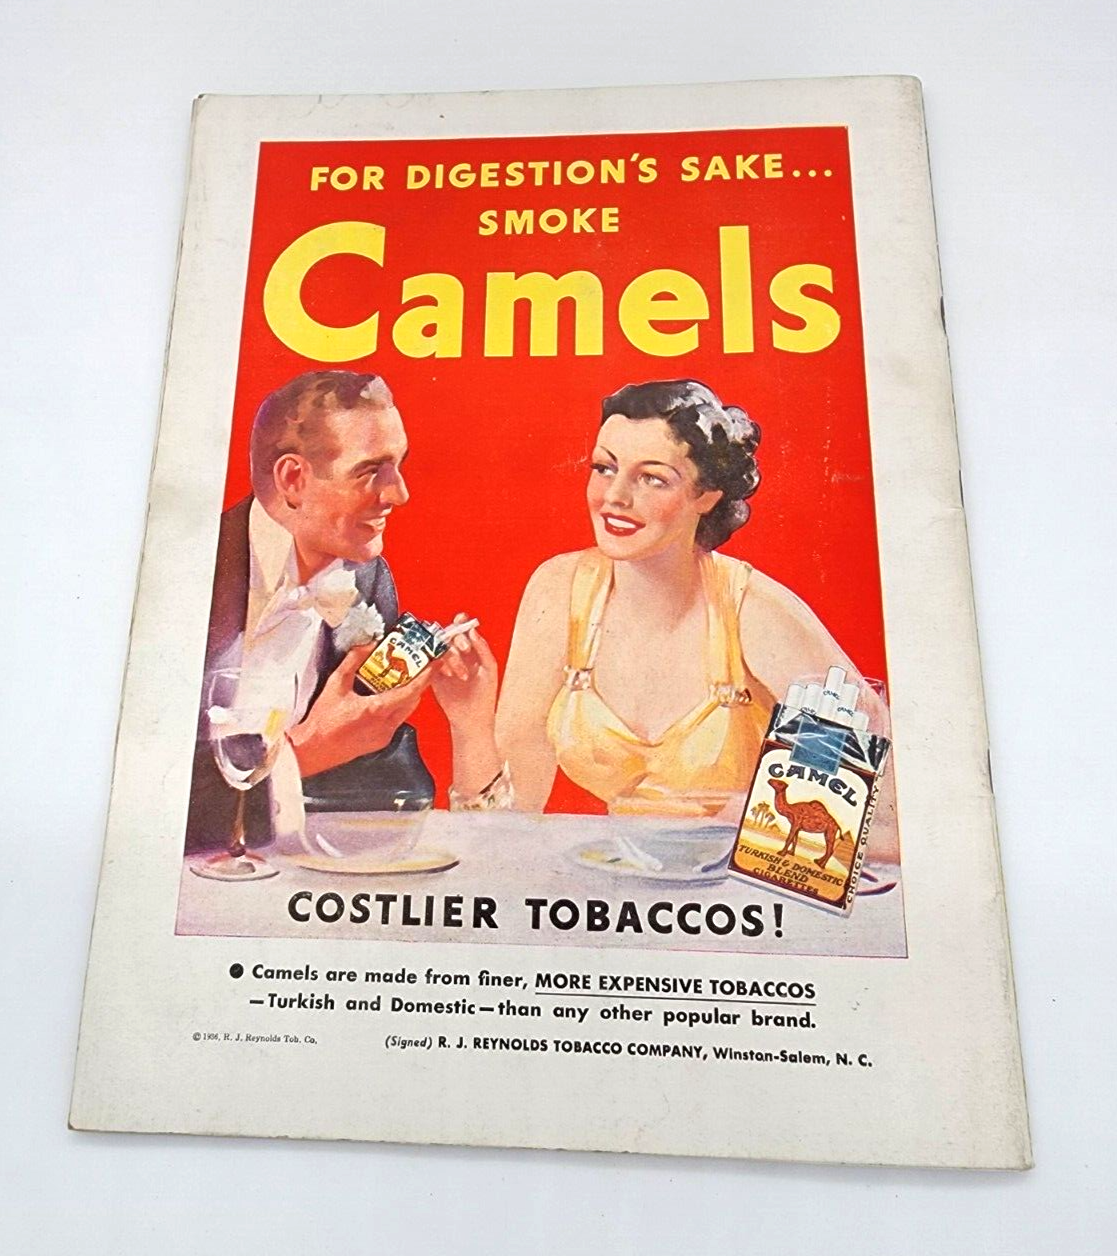 FOR DIGESTION'S SAKE...
SMOKE
Camels
CAMEL
CAMEL
CAMEL
CAMEL
TURKISH & DOMESTIC
BLEND
CIGARETTES
CHOICE QUALITY
COSTLIER TOBACCOS!
Camels are made from finer, MORE EXPENSIVE TOBACCOS
—Turkish and Domestic—than any other popular brand.
© 1936, R. J. Reynolds Tob. Co.
(Signed) R. J. REYNOLDS TOBACCO COMPANY, Winston-Salem, N. C.